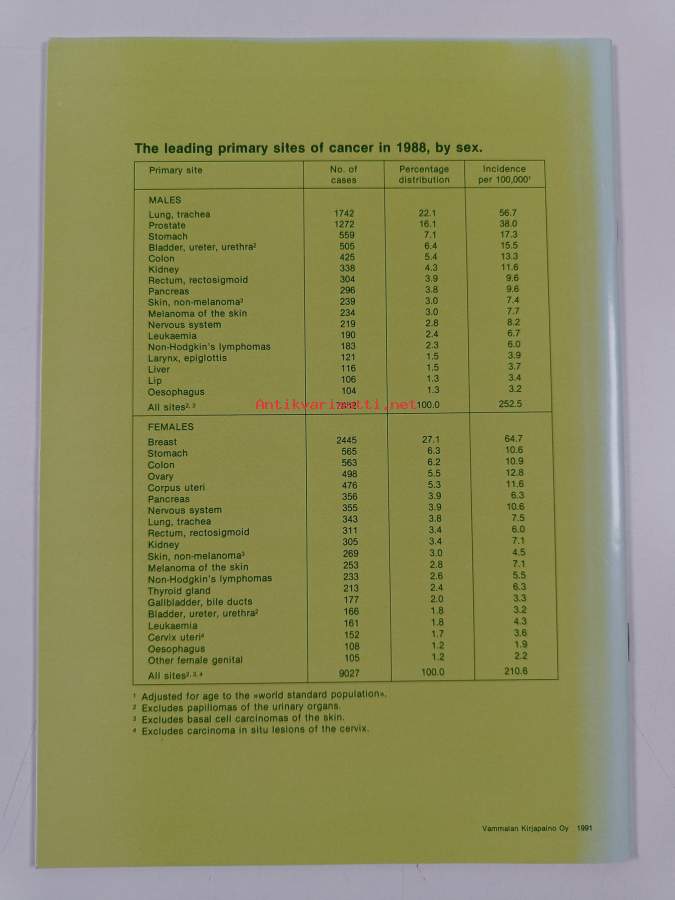 The leading primary sites of cancer in 1988, by sex.
Primary site No. of cases Percentage distribution Incidence per 100,000¹
MALES
Lung, trachea 1742 22.1 56.7
Prostate 1272 16.1 38.0
Stomach 559 7.1 17.3
Bladder, ureter, urethra² 505 6.4 15.5
Colon 425 5.4 13.3
Kidney 338 4.3 11.6
Rectum, rectosigmoid 304 3.9 9.6
Pancreas 296 3.8 9.6
Skin, non-melanoma³ 239 3.0 7.4
Melanoma of the skin 234 3.0 7.7
Nervous system 219 2.8 8.2
Leukaemia 190 2.4 6.7
Non-Hodgkin's lymphomas 183 2.3 6.0
Larynx, epiglottis 121 1.5 3.9
Liver 116 1.5 3.7
Lip 106 1.3 3.4
Oesophagus 104 1.3 3.2
All sites², ³ 100.0 252.5
Antikvariaatti.net
FEMALES
Breast 2445 27.1 64.7
Stomach 565 6.3 10.6
Colon 563 6.2 10.9
Ovary 498 5.5 12.8
Corpus uteri 476 5.3 11.6
Pancreas 356 3.9 6.3
Nervous system 355 3.9 10.6
Lung, trachea 343 3.8 7.5
Rectum, rectosigmoid 311 3.4 6.0
Kidney 305 3.4 7.1
Skin, non-melanoma³ 269 3.0 4.5
Melanoma of the skin 253 2.8 7.1
Non-Hodgkin's lymphomas 233 2.6 5.5
Thyroid gland 213 2.4 6.3
Gallbladder, bile ducts 177 2.0 3.3
Bladder, ureter, urethra² 166 1.8 3.2
Leukaemia 161 1.8 4.3
Cervix uteri⁴ 152 1.7 3.6
Oesophagus 108 1.2 1.9
Other female genital 105 1.2 2.2
All sites², ³, ⁴ 9027 100.0 210.6
¹ Adjusted for age to the »world standard population».
² Excludes papillomas of the urinary organs.
³ Excludes basal cell carcinomas of the skin.
⁴ Excludes carcinoma in situ lesions of the cervix.
Vammalan Kirjapaino Oy 1991